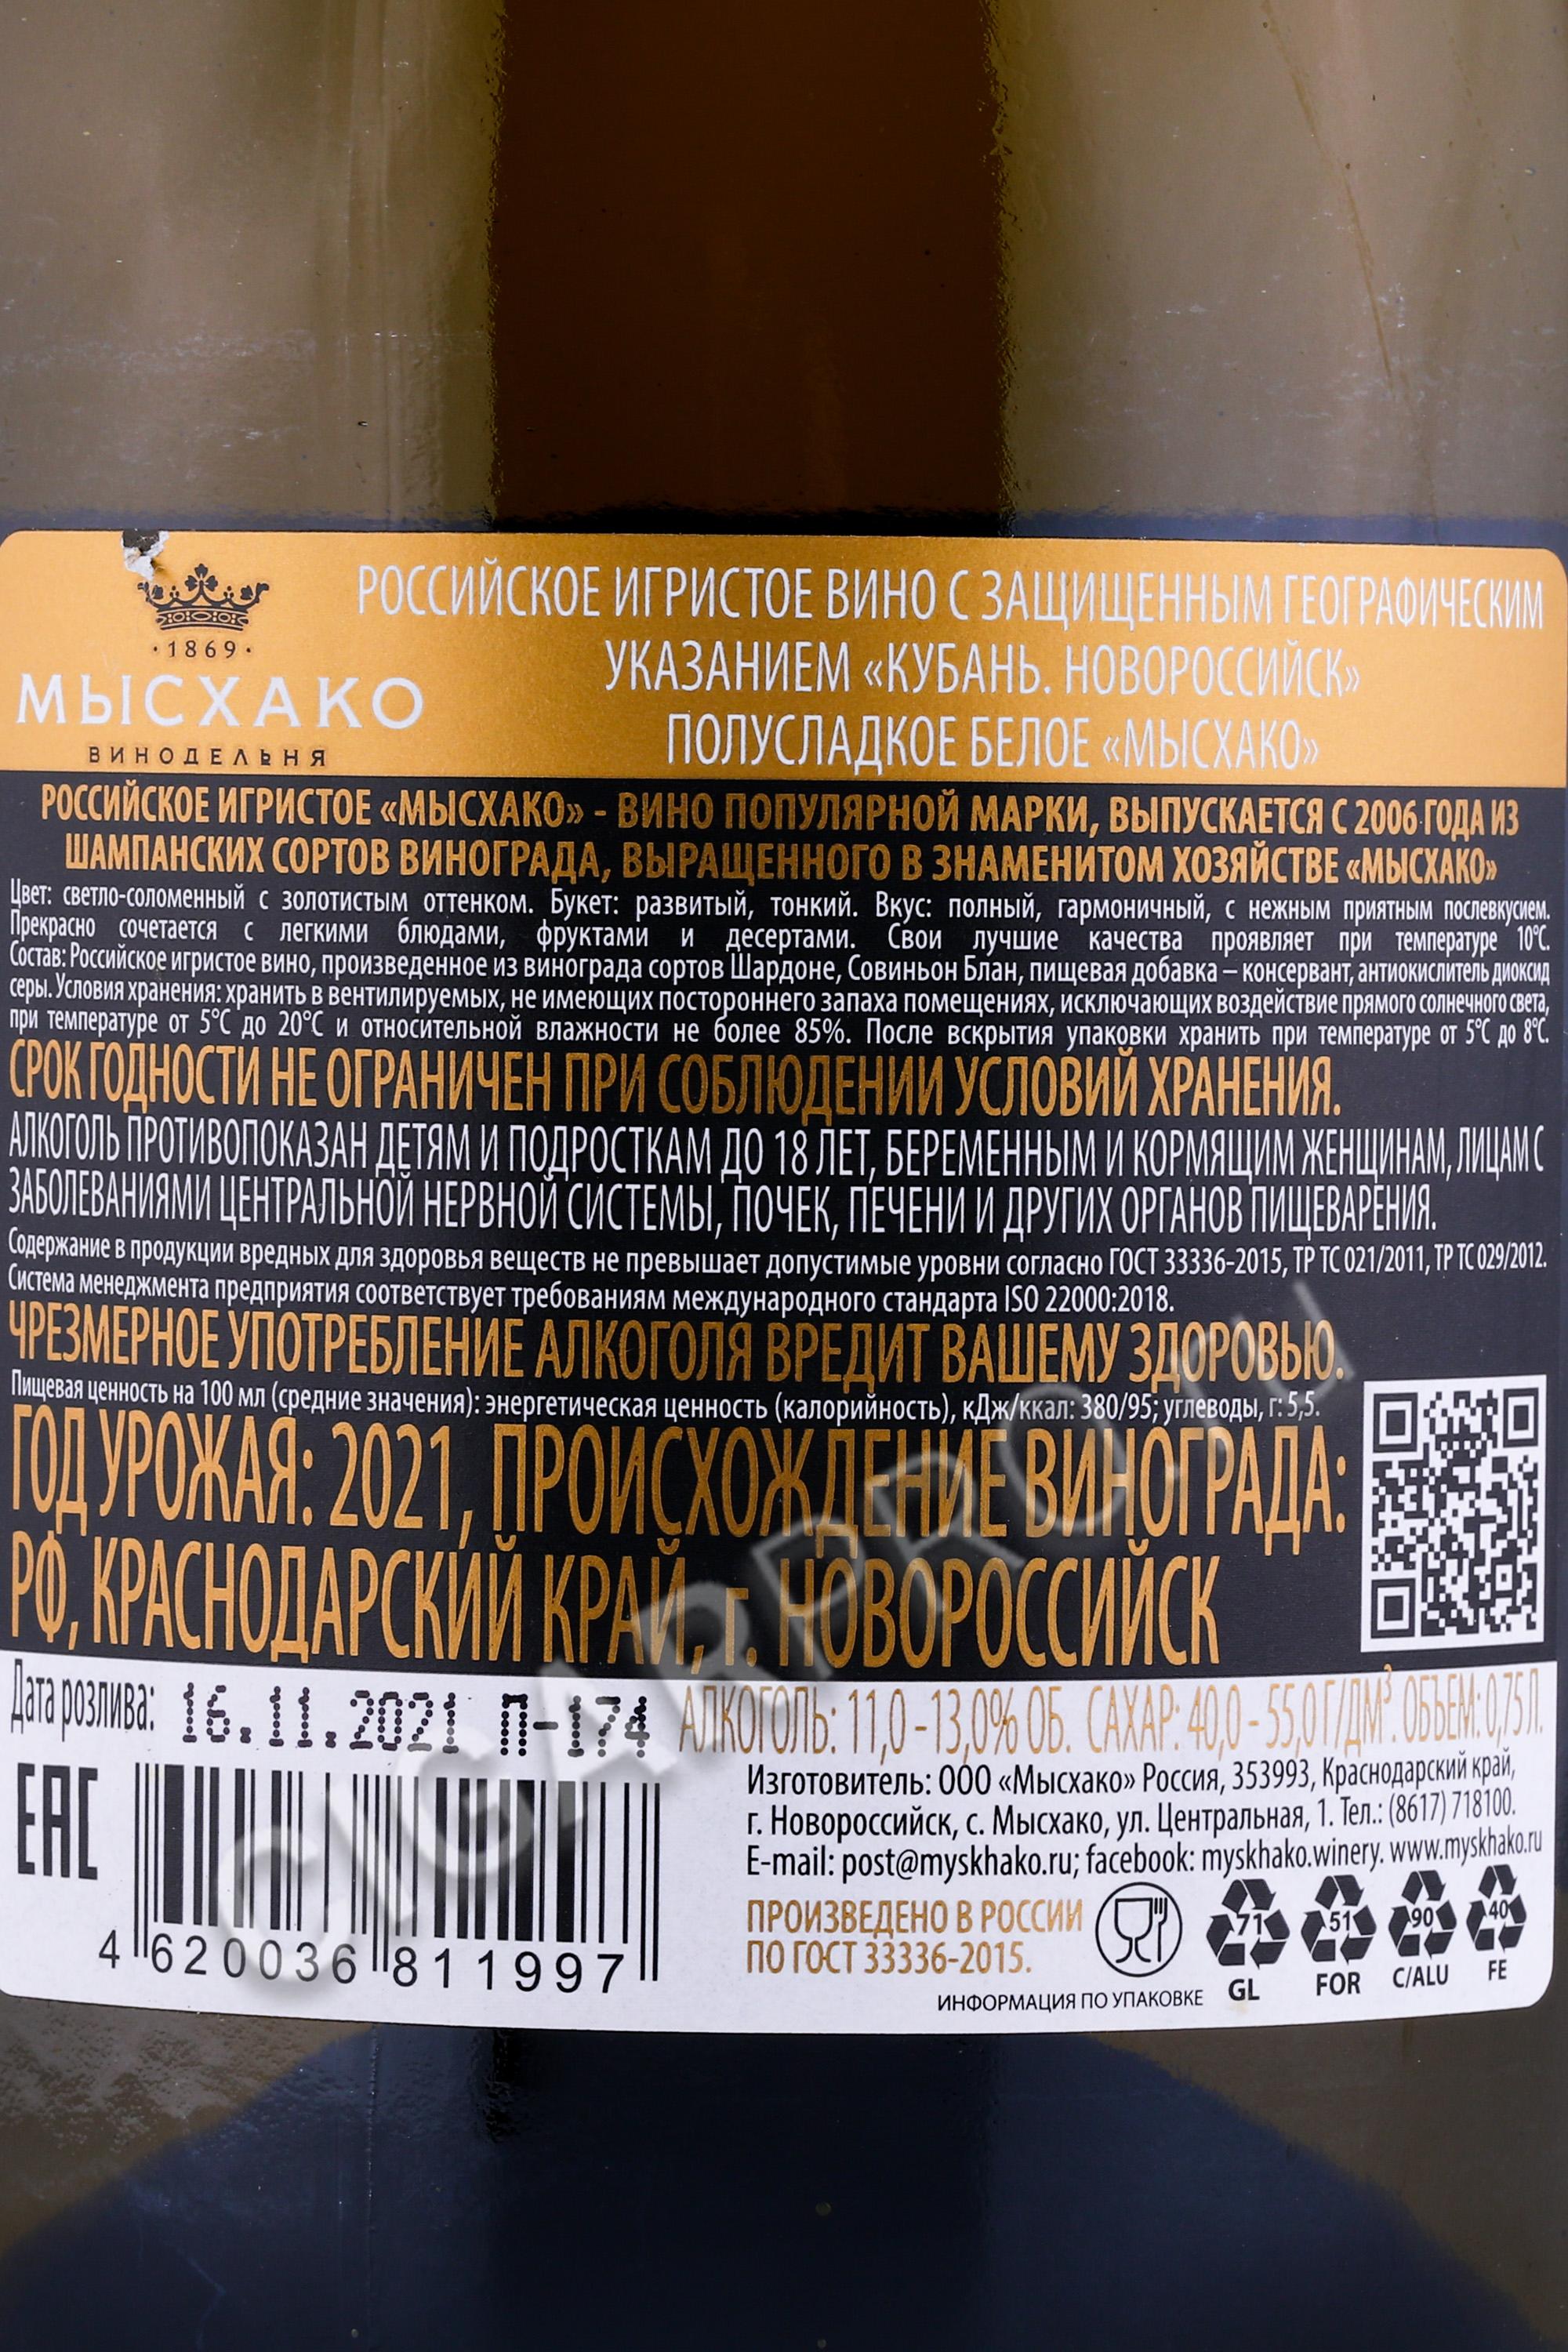 ·1869·
МЫСХАКО
ВИНОДЕЛЬНЯ
РОССИЙСКОЕ ИГРИСТОЕ ВИНО С ЗАЩИЩЕННЫМ ГЕОГРАФИЧЕСКИМ
УКАЗАНИЕМ «КУБАНЬ. НОВОРОССИЙСК»
ПОЛУСЛАДКОЕ БЕЛОЕ «МЫСХАКО»
РОССИЙСКОЕ ИГРИСТОЕ «МЫСХАКО» - ВИНО ПОПУЛЯРНОЙ МАРКИ, ВЫПУСКАЕТСЯ С 2006 ГОДА ИЗ
ШАМПАНСКИХ СОРТОВ ВИНОГРАДА, ВЫРАЩЕННОГО В ЗНАМЕНИТОМ ХОЗЯЙСТВЕ «МЫСХАКО»
Цвет: светло-соломенный с золотистым оттенком. Букет: развитый, тонкий. Вкус: полный, гармоничный, с нежным приятным послевкусием.
Прекрасно сочетается с легкими блюдами, фруктами и десертами. Свои лучшие качества проявляет при температуре 10°С.
Состав: Российское игристое вино, произведенное из винограда сортов Шардоне, Совиньон Блан, пищевая добавка – консервант, антиокислитель диоксид
серы. Условия хранения: хранить в вентилируемых, не имеющих постороннего запаха помещениях, исключающих воздействие прямого солнечного света,
при температуре от 5°С до 20°С и относительной влажности не более 85%. После вскрытия упаковки хранить при температуре от 5°С до 8°С.
СРОК ГОДНОСТИ НЕ ОГРАНИЧЕН ПРИ СОБЛЮДЕНИИ УСЛОВИЙ ХРАНЕНИЯ.
АЛКОГОЛЬ ПРОТИВОПОКАЗАН ДЕТЯМ И ПОДРОСТКАМ ДО 18 ЛЕТ, БЕРЕМЕННЫМ И КОРМЯЩИМ ЖЕНЩИНАМ, ЛИЦАМ С
ЗАБОЛЕВАНИЯМИ ЦЕНТРАЛЬНОЙ НЕРВНОЙ СИСТЕМЫ, ПОЧЕК, ПЕЧЕНИ И ДРУГИХ ОРГАНОВ ПИЩЕВАРЕНИЯ.
Содержание в продукции вредных для здоровья веществ не превышает допустимые уровни согласно ГОСТ 33336-2015, ТР ТС 021/2011, ТР ТС 029/2012.
Система менеджмента предприятия соответствует требованиям международного стандарта ISO 22000:2018.
ЧРЕЗМЕРНОЕ УПОТРЕБЛЕНИЕ АЛКОГОЛЯ ВРЕДИТ ВАШЕМУ ЗДОРОВЬЮ.
Пищевая ценность на 100 мл (средние значения): энергетическая ценность (калорийность), кДж/ккал: 380/95; углеводы, г: 5,5.
ГОД УРОЖАЯ: 2021, ПРОИСХОЖДЕНИЕ ВИНОГРАДА:
РФ, КРАСНОДАРСКИЙ КРАЙ, г. НОВОРОССИЙСК
Дата розлива: 16.11.2021 П-174
АЛКОГОЛЬ: 11,0 -13,0% ОБ. САХАР: 40,0 - 55,0 Г/ДМ³. ОБЪЕМ: 0,75 Л.
Изготовитель: ООО «Мысхако» Россия, 353993, Краснодарский край,
г. Новороссийск, с. Мысхако, ул. Центральная, 1. Тел.: (8617) 718100.
E-mail: post@myskhako.ru; facebook: myskhako.winery. www.myskhako.ru
EAC
4 620036 811997
ПРОИЗВЕДЕНО В РОССИИ
ПО ГОСТ 33336-2015.
ИНФОРМАЦИЯ ПО УПАКОВКЕ
71 51 90 40
GL FOR C/ALU FE
CIGARPRO.ru